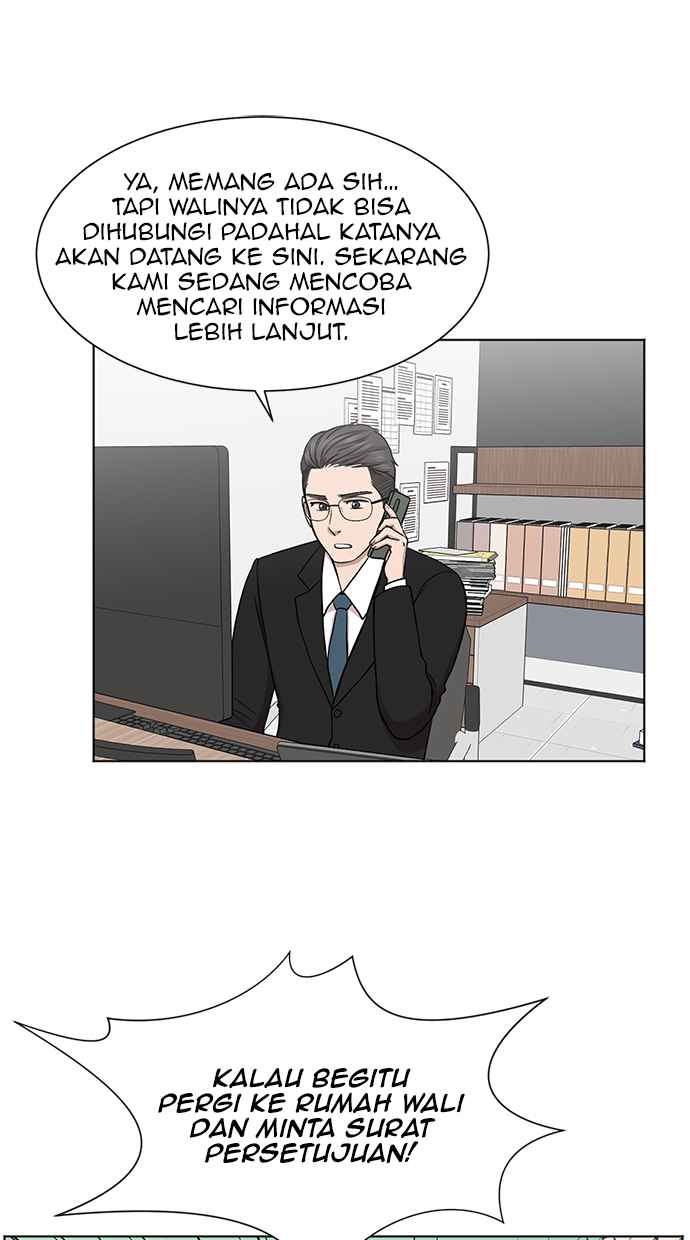 YA, MEMANG ADA SIH...
TAPI WALINYA TIDAK BISA
DIHUBUNGI PADAHAL KATANYA
AKAN DATANG KE SINI. SEKARANG
KAMI SEDANG MENCOBA
MENCARI INFORMASI
LEBIH LANJUT.
KALAU BEGITU
PERGI KE RUMAH WALI
DAN MINTA SURAT
PERSETUJUAN!